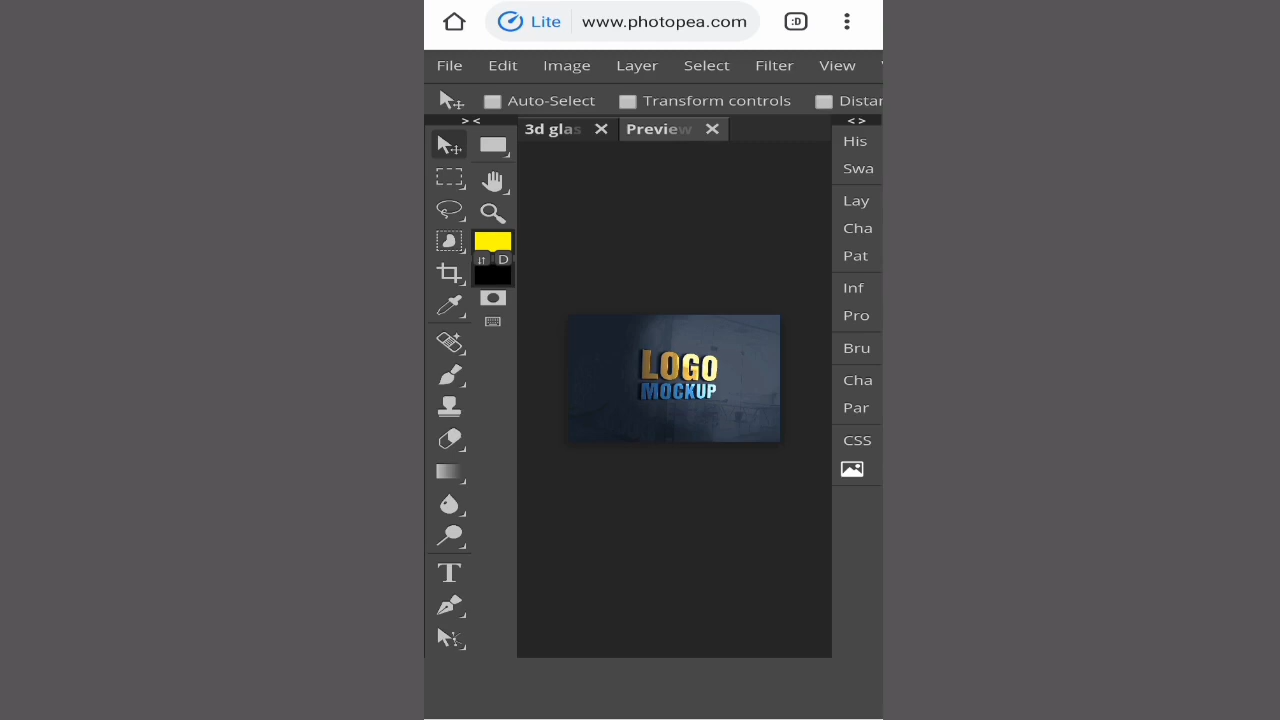 Lite www.photopea.com :D
File Edit Image Layer Select Filter View
Auto-Select Transform controls Distar
> < < >
3d glas Preview
His
Swa
Lay
Cha
Pat
Inf
Pro
Bru
Cha
Par
CSS
D
T
LOGO
MOCKUP